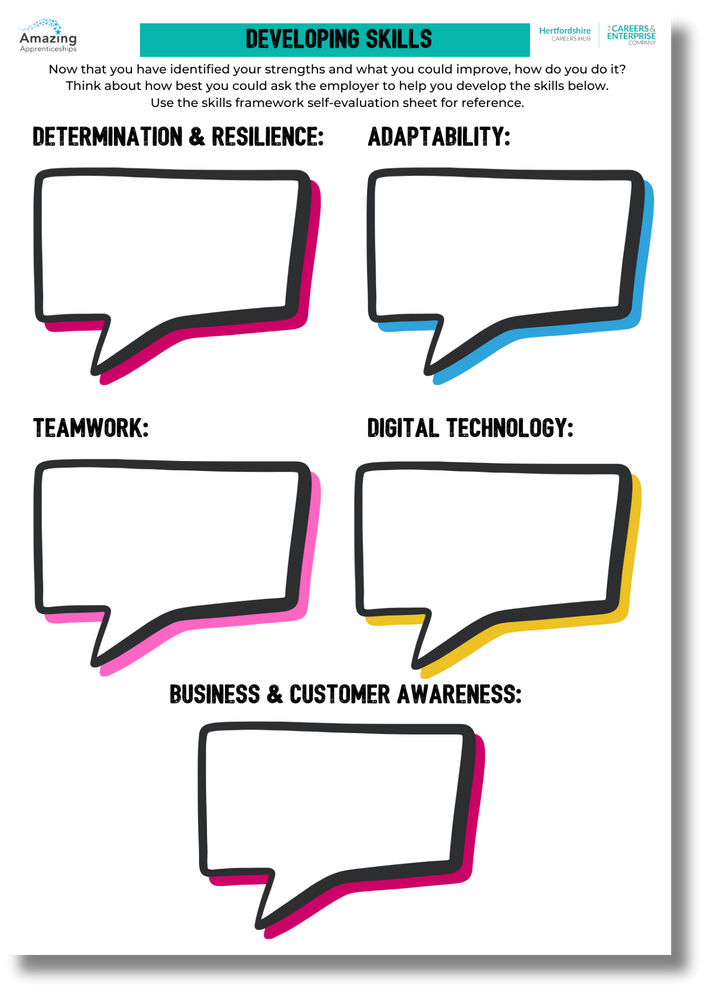 Amazing
Apprenticeships
DEVELOPING SKILLS
Hertfordshire
CAREERS HUB
THE CAREERS &
ENTERPRISE
COMPANY
Now that you have identified your strengths and what you could improve, how do you do it?
Think about how best you could ask the employer to help you develop the skills below.
Use the skills framework self-evaluation sheet for reference.
DETERMINATION & RESILIENCE:
ADAPTABILITY:
TEAMWORK:
DIGITAL TECHNOLOGY:
BUSINESS & CUSTOMER AWARENESS: